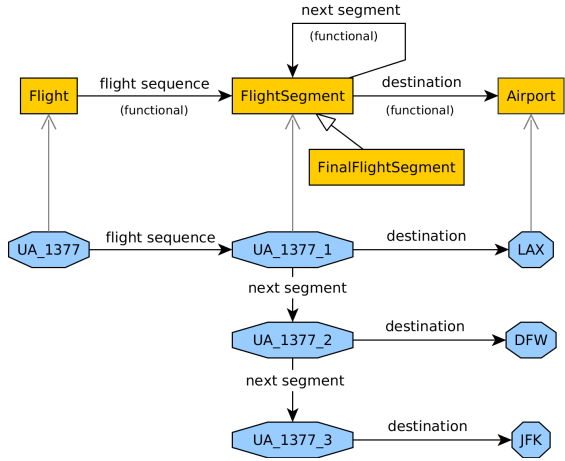 next segment
(functional)
flight sequence
destination
Flight
FlightSegment
Airport
(functional)
(functional)
FinalFlightSegment
flight sequence
destination
UA_1377
UA_1377_1
LAX
next segment
destination
UA_1377_2
DFW
next segment
destination
UA_1377_3
JFK